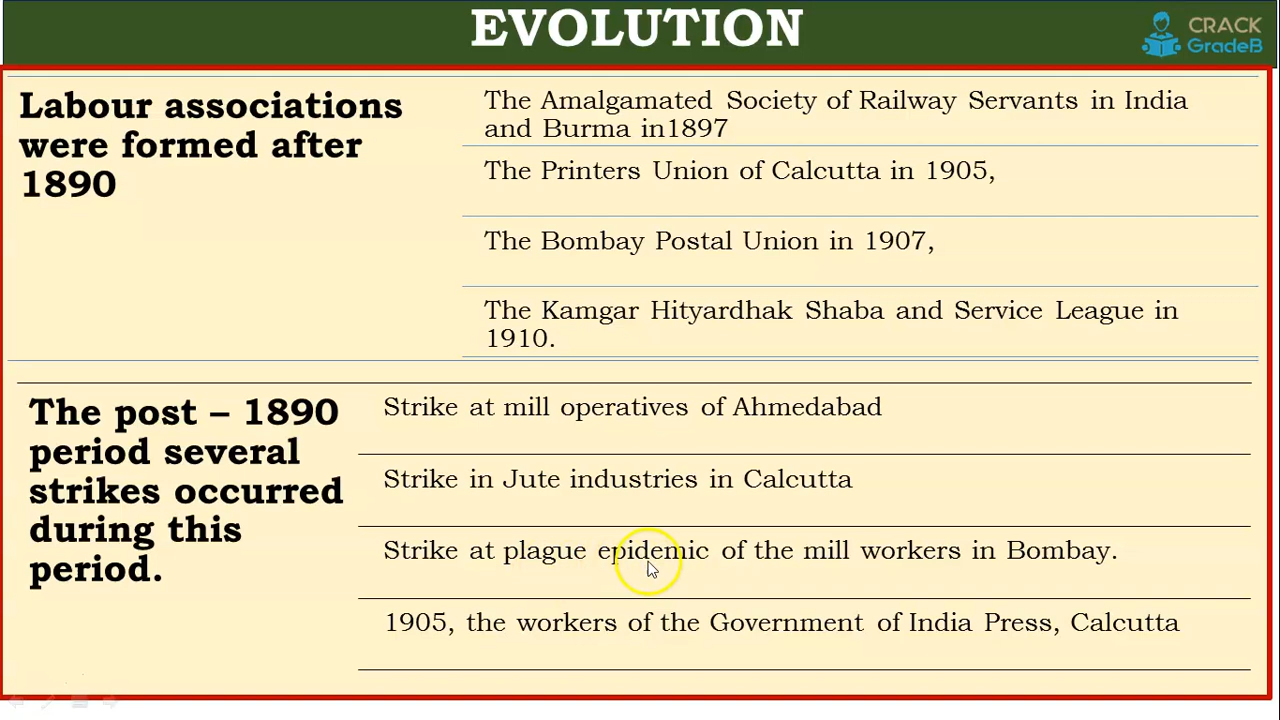 EVOLUTION
CRACK
GradeB
Labour associations
were formed after
1890
The Amalgamated Society of Railway Servants in India
and Burma in1897
The Printers Union of Calcutta in 1905,
The Bombay Postal Union in 1907,
The Kamgar Hityardhak Shaba and Service League in
1910.
The post – 1890
period several
strikes occurred
during this
period.
Strike at mill operatives of Ahmedabad
Strike in Jute industries in Calcutta
Strike at plague epidemic of the mill workers in Bombay.
1905, the workers of the Government of India Press, Calcutta